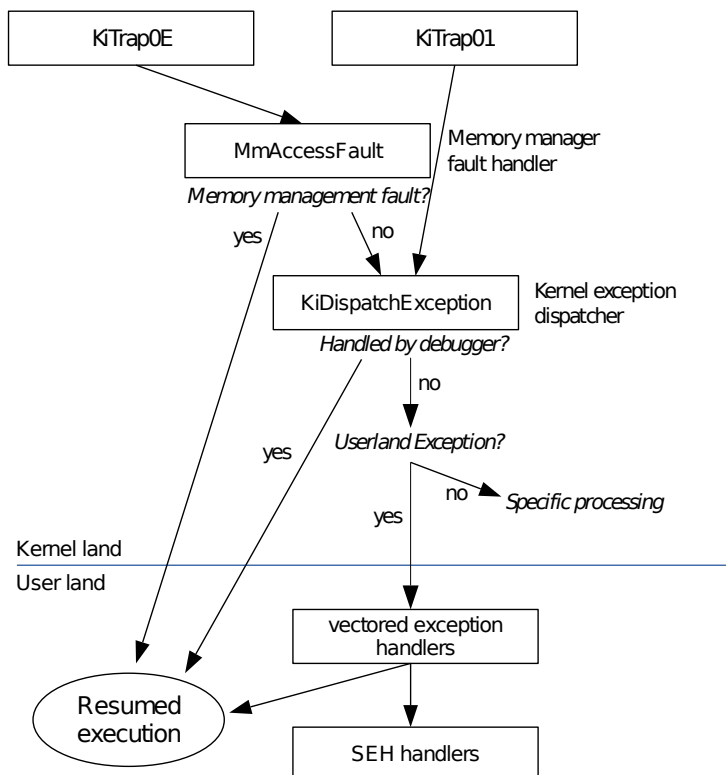 KiTrap0E
KiTrap01
MmAccessFault
Memory manager
fault handler
Memory management fault?
yes
no
KiDispatchException
Kernel exception
dispatcher
Handled by debugger?
no
yes
Userland Exception?
no
Specific processing
yes
Kernel land
User land
vectored exception
handlers
Resumed
execution
SEH handlers